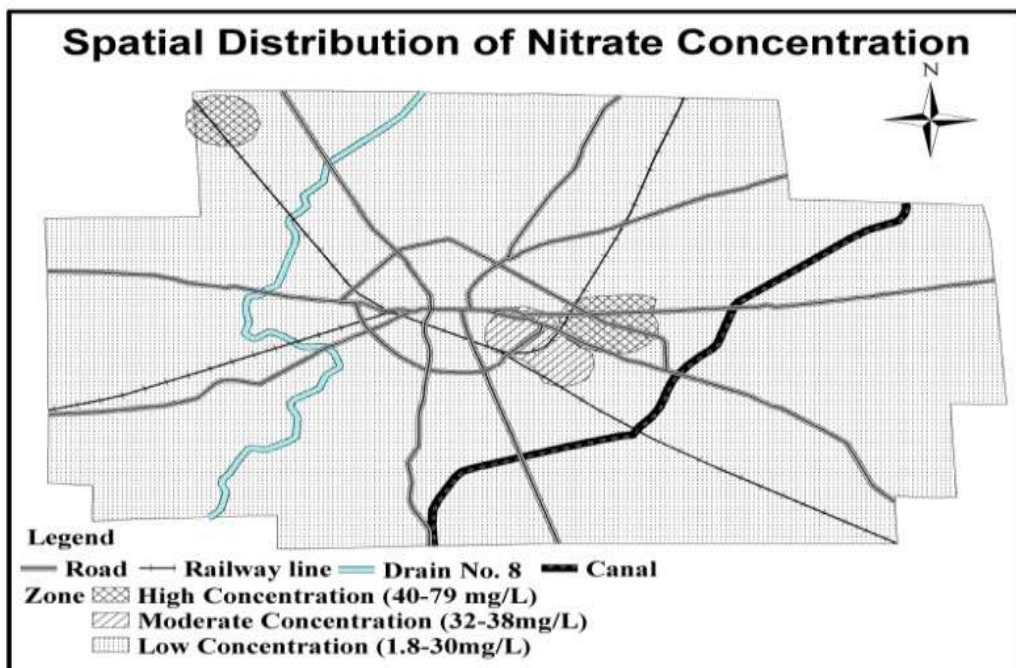 Spatial Distribution of Nitrate Concentration
N
Legend
Road Railway line Drain No. 8 Canal
Zone High Concentration (40-79 mg/L)
Moderate Concentration (32-38mg/L)
Low Concentration (1.8-30mg/L)